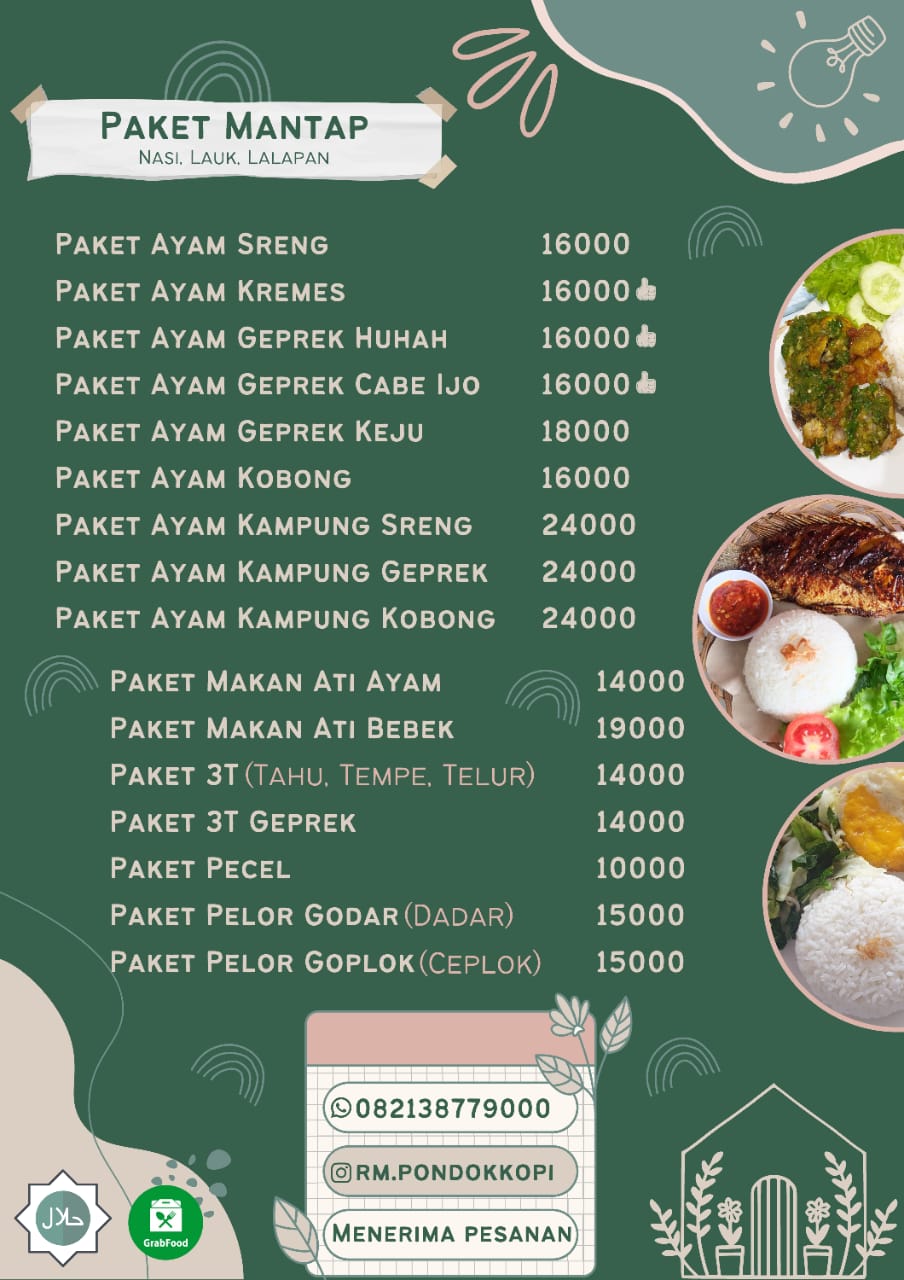 Paket Mantap
Nasi, Lauk, Lalapan
Paket Ayam Sreng 16000
Paket Ayam Kremes 16000
Paket Ayam Geprek Huhah 16000
Paket Ayam Geprek Cabe Ijo 16000
Paket Ayam Geprek Keju 18000
Paket Ayam Kobong 16000
Paket Ayam Kampung Sreng 24000
Paket Ayam Kampung Geprek 24000
Paket Ayam Kampung Kobong 24000
Paket Makan Ati Ayam 14000
Paket Makan Ati Bebek 19000
Paket 3T (Tahu, Tempe, Telur) 14000
Paket 3T Geprek 14000
Paket Pecel 10000
Paket Pelor Godar (Dadar) 15000
Paket Pelor Goplok (Ceplok) 15000
082138779000
RM.PONDOKKOPI
Menerima pesanan
حلال
GrabFood